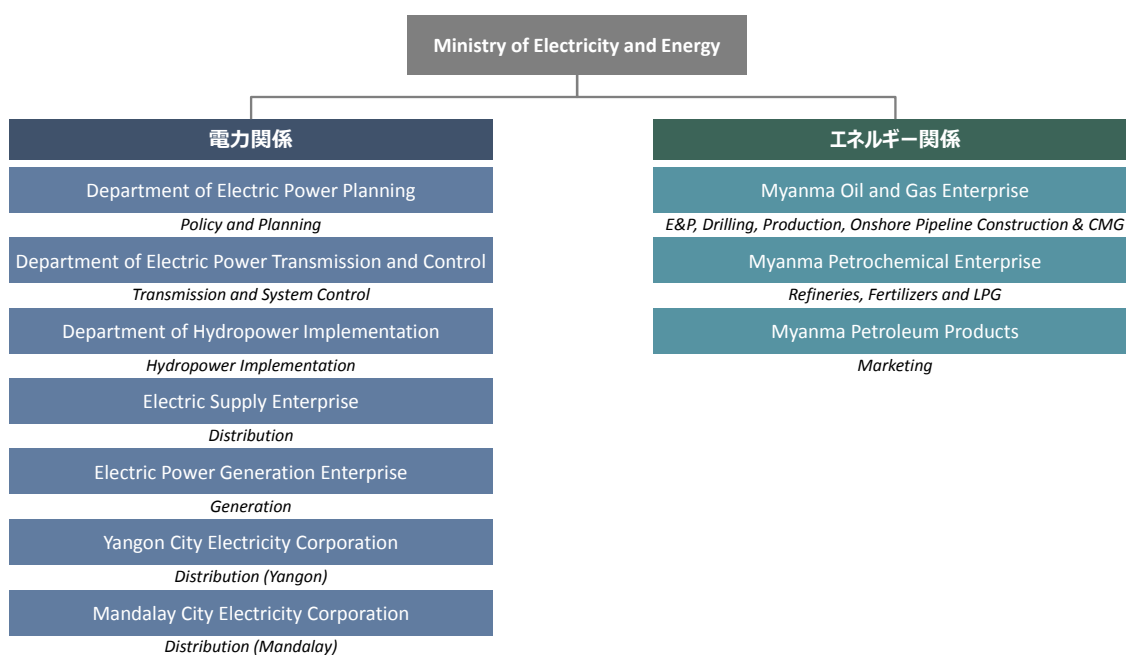 Ministry of Electricity and Energy
電力関係
Department of Electric Power Planning
Policy and Planning
Department of Electric Power Transmission and Control
Transmission and System Control
Department of Hydropower Implementation
Hydropower Implementation
Electric Supply Enterprise
Distribution
Electric Power Generation Enterprise
Generation
Yangon City Electricity Corporation
Distribution (Yangon)
Mandalay City Electricity Corporation
Distribution (Mandalay)
エネルギー関係
Myanma Oil and Gas Enterprise
E&P, Drilling, Production, Onshore Pipeline Construction & CMG
Myanma Petrochemical Enterprise
Refineries, Fertilizers and LPG
Myanma Petroleum Products
Marketing